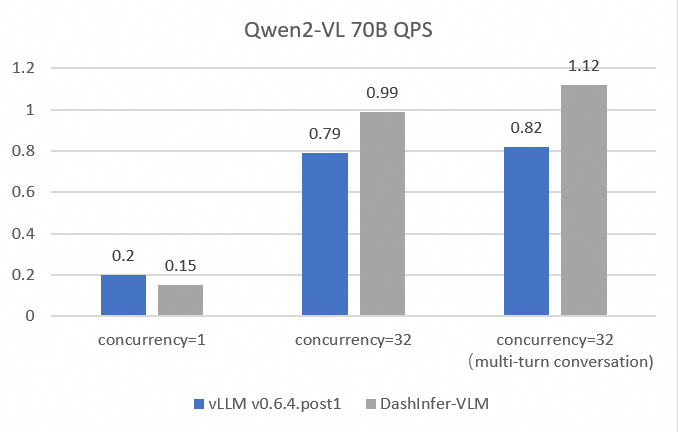 Qwen2-VL 70B QPS
1.2
1
0.8
0.6
0.4
0.2
0
0.2
0.15
0.79
0.99
0.82
1.12
concurrency=1
concurrency=32
concurrency=32
（multi-turn conversation)
vLLM v0.6.4.post1
DashInfer-VLM